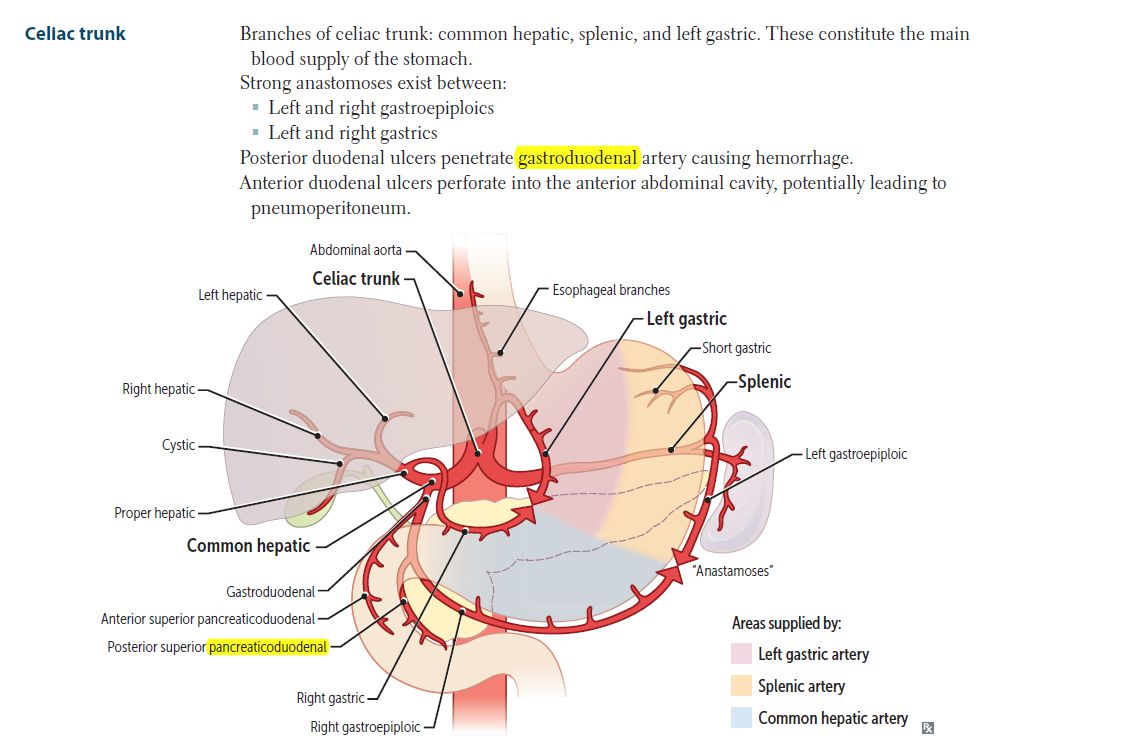 Celiac trunk
Branches of celiac trunk: common hepatic, splenic, and left gastric. These constitute the main
blood supply of the stomach.
Strong anastomoses exist between:
▪ Left and right gastroepiploics
▪ Left and right gastrics
Posterior duodenal ulcers penetrate gastroduodenal artery causing hemorrhage.
Anterior duodenal ulcers perforate into the anterior abdominal cavity, potentially leading to
pneumoperitoneum.
Abdominal aorta
Celiac trunk
Left hepatic
Esophageal branches
Left gastric
Short gastric
Splenic
Right hepatic
Cystic
Left gastroepiploic
Proper hepatic
Common hepatic
"Anastamoses"
Gastroduodenal
Anterior superior pancreaticoduodenal
Posterior superior pancreaticoduodenal
Right gastric
Right gastroepiploic
Areas supplied by:
Left gastric artery
Splenic artery
Common hepatic artery
Rx